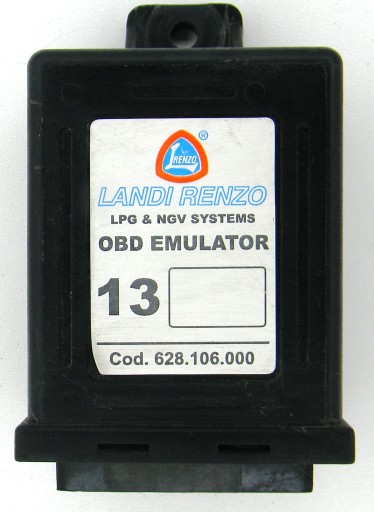 RENZO
®
LANDI RENZO
LPG & NGV SYSTEMS
OBD EMULATOR
13
Cod. 628.106.000